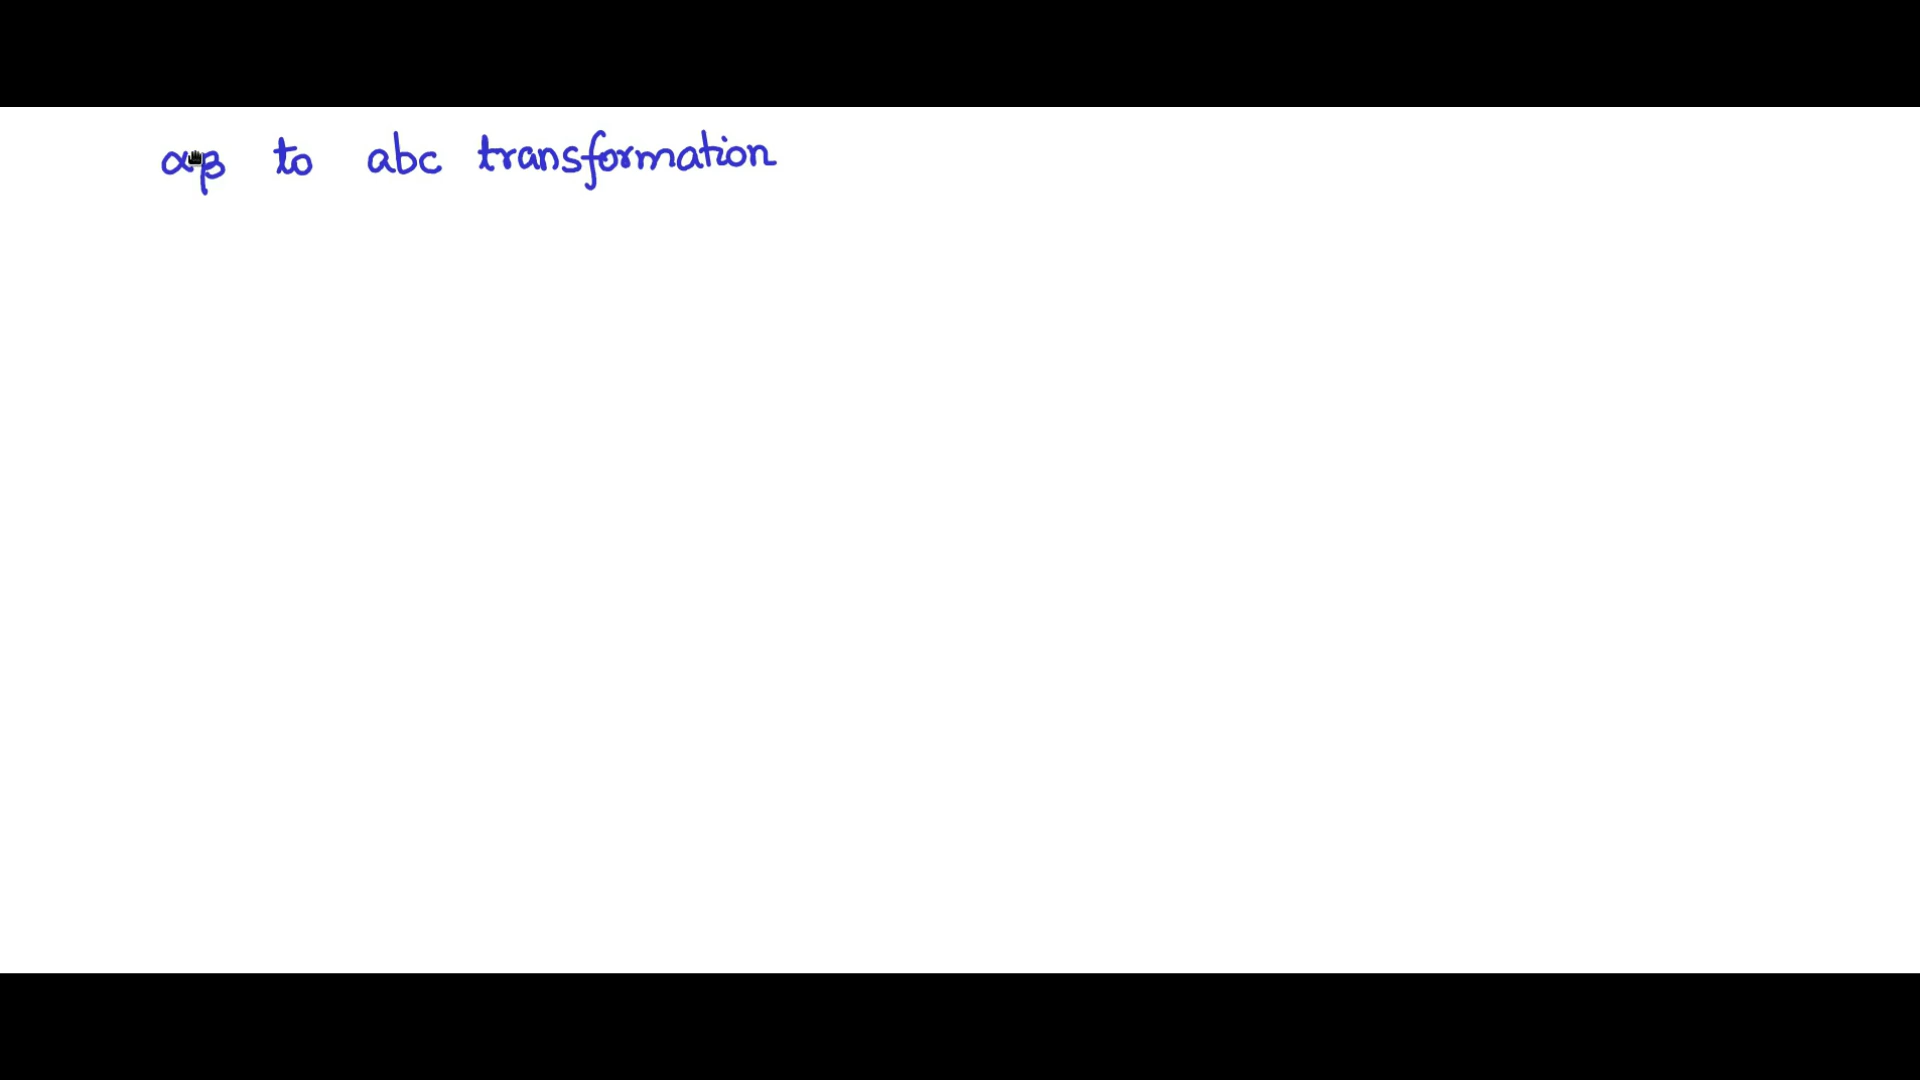 αβ to abc transformation